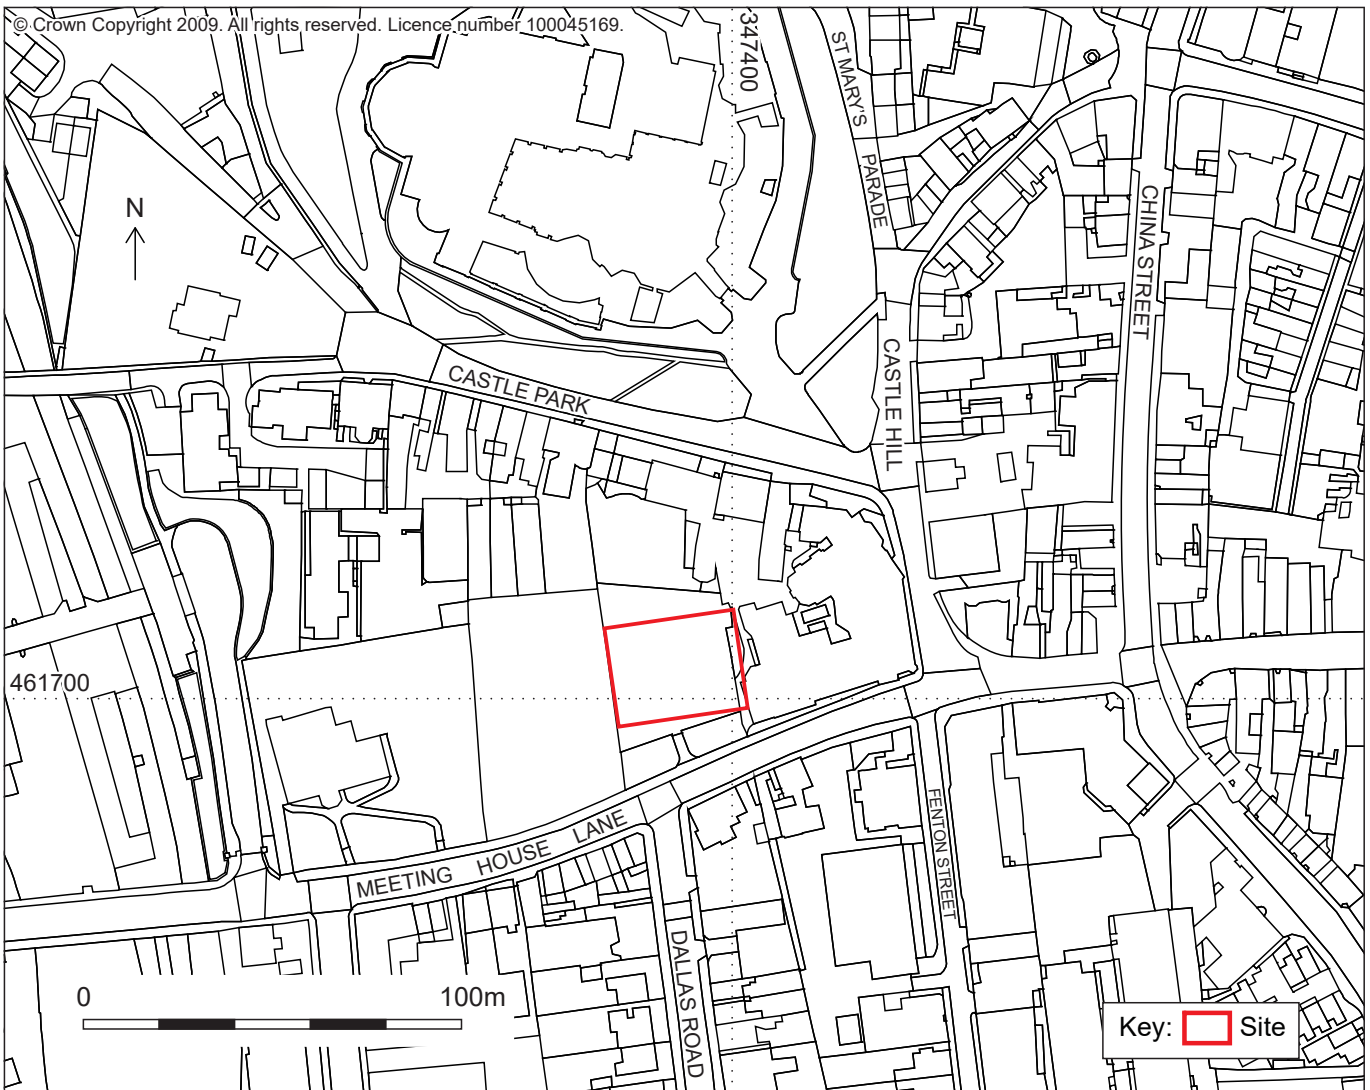 © Crown Copyright 2009. All rights reserved. Licence number 100045169.
347400
ST MARY'S PARADE
N
CHINA STREET
CASTLE PARK
CASTLE HILL
461700
MEETING HOUSE LANE
FENTON STREET
DALLAS ROAD
0 100m
Key: Site